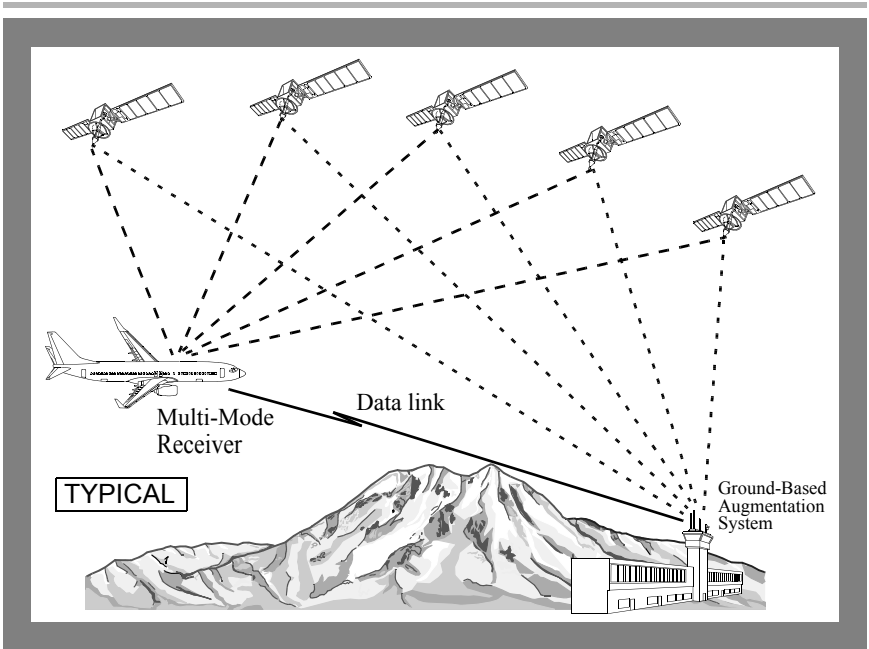 Data link
Multi-Mode
Receiver
TYPICAL
Ground-Based
Augmentation
System